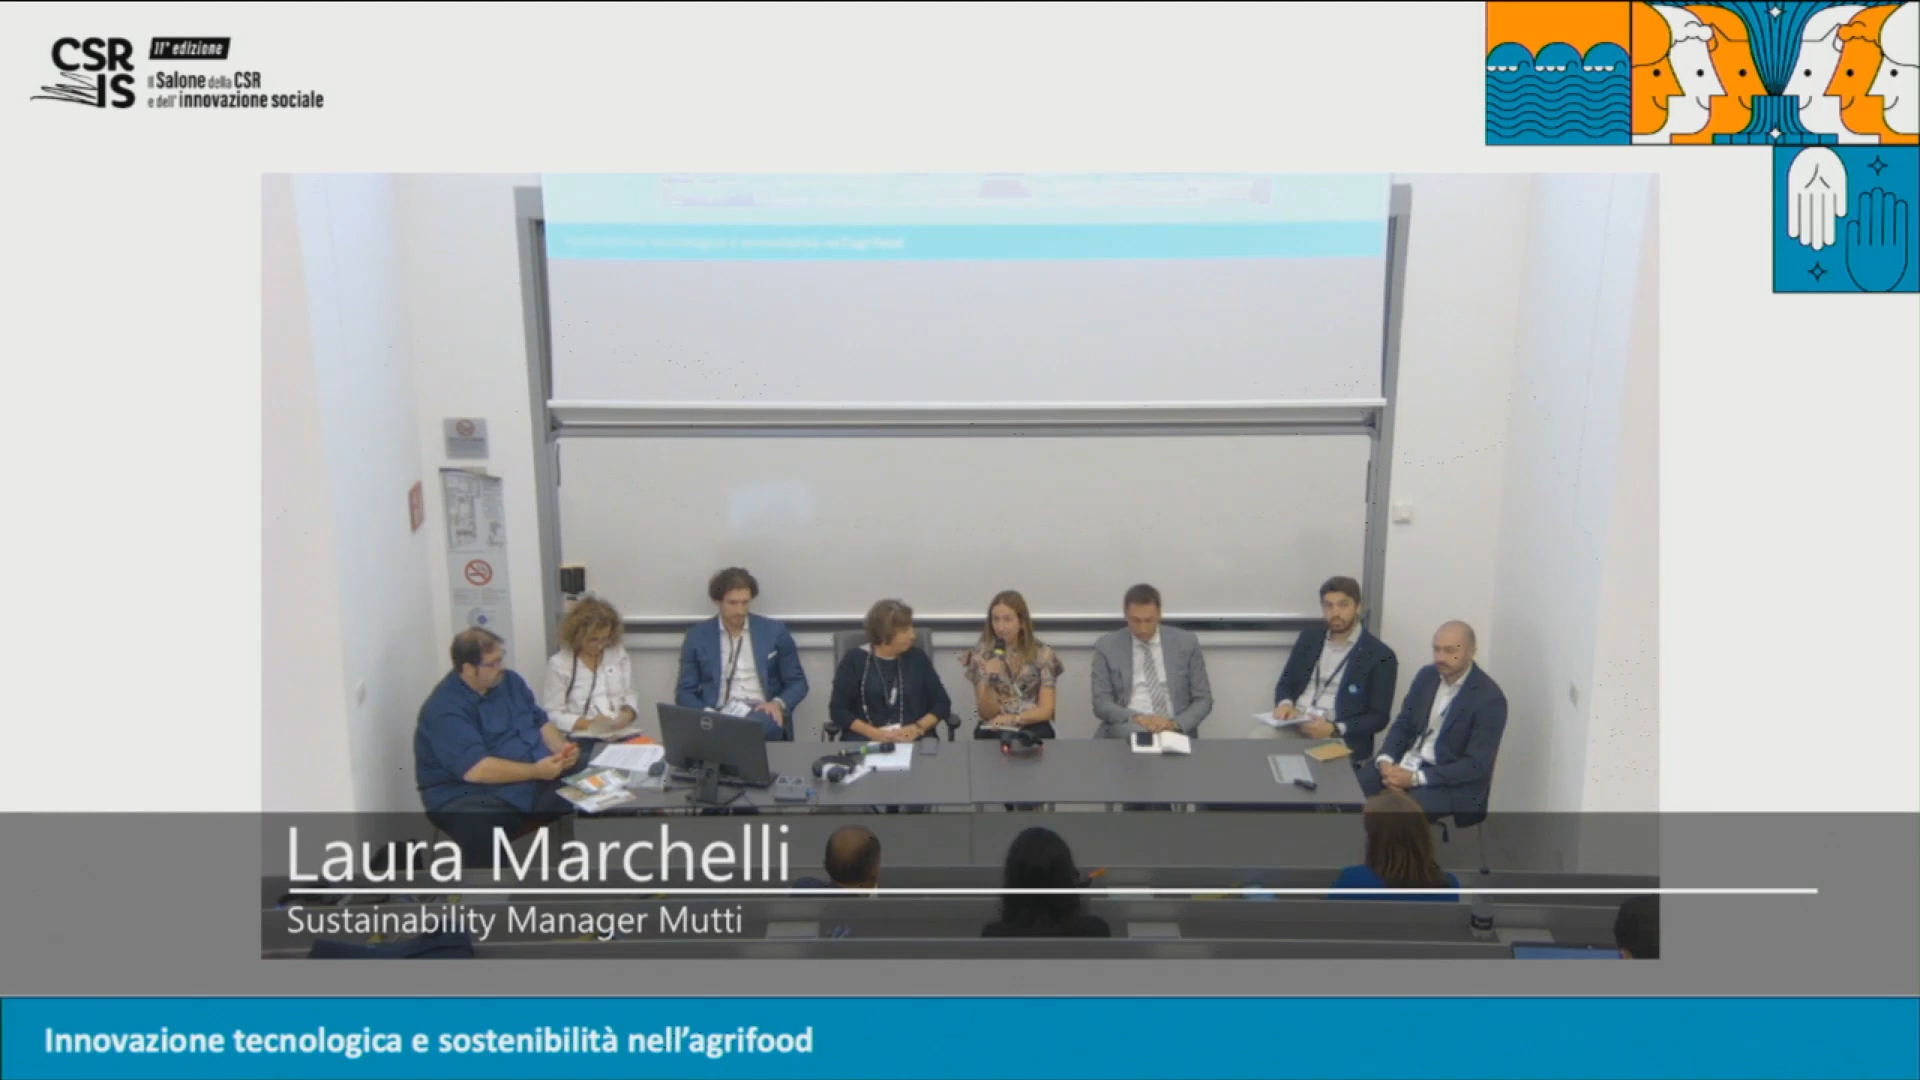 CSR
IS
11ª edizione
Il Salone della CSR
e dell'innovazione sociale
DELL
Laura Marchelli
Sustainability Manager Mutti
Innovazione tecnologica e sostenibilità nell'agrifood